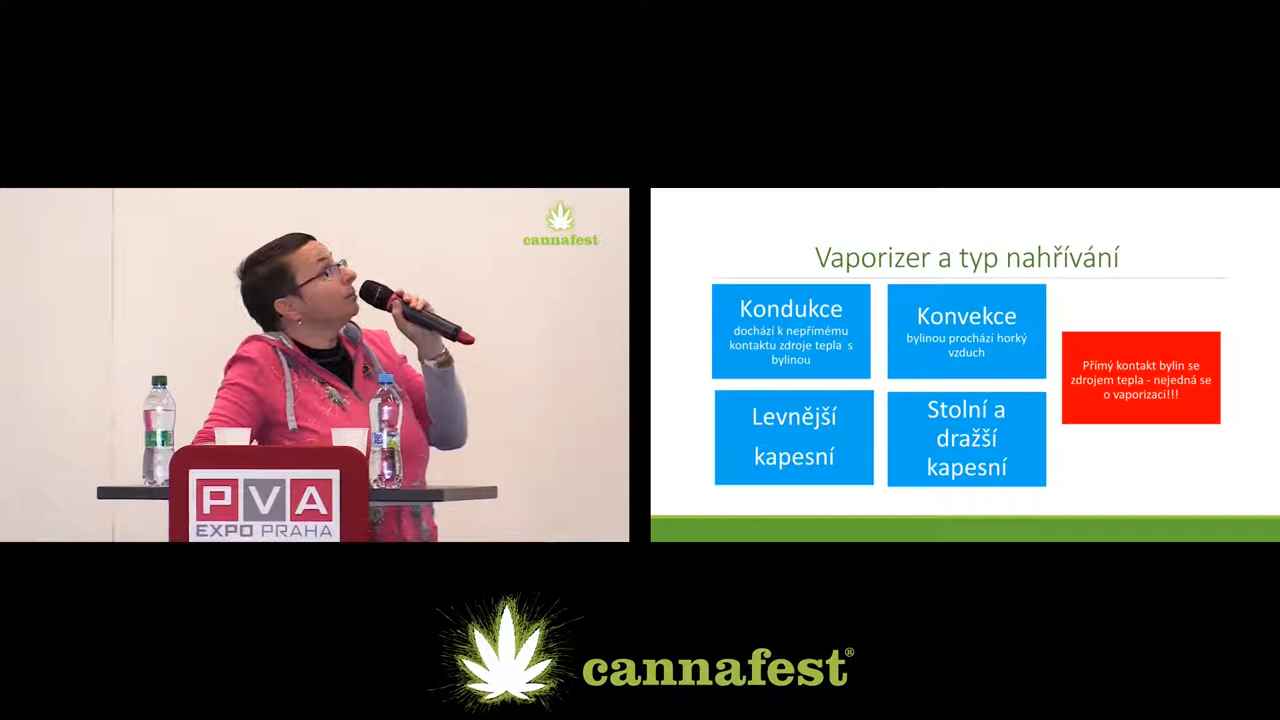 cannafest
PVA
EXPO PRAHA
Vaporizer a typ nahřívání
Kondukce
dochází k nepřímému
kontaktu zdroje tepla s
bylinou
Konvekce
bylinou prochází horký
vzduch
Levnější
kapesní
Stolní a
dražší
kapesní
Přímý kontakt bylin se
zdrojem tepla - nejedná se
o vaporizaci!!!
cannafest®